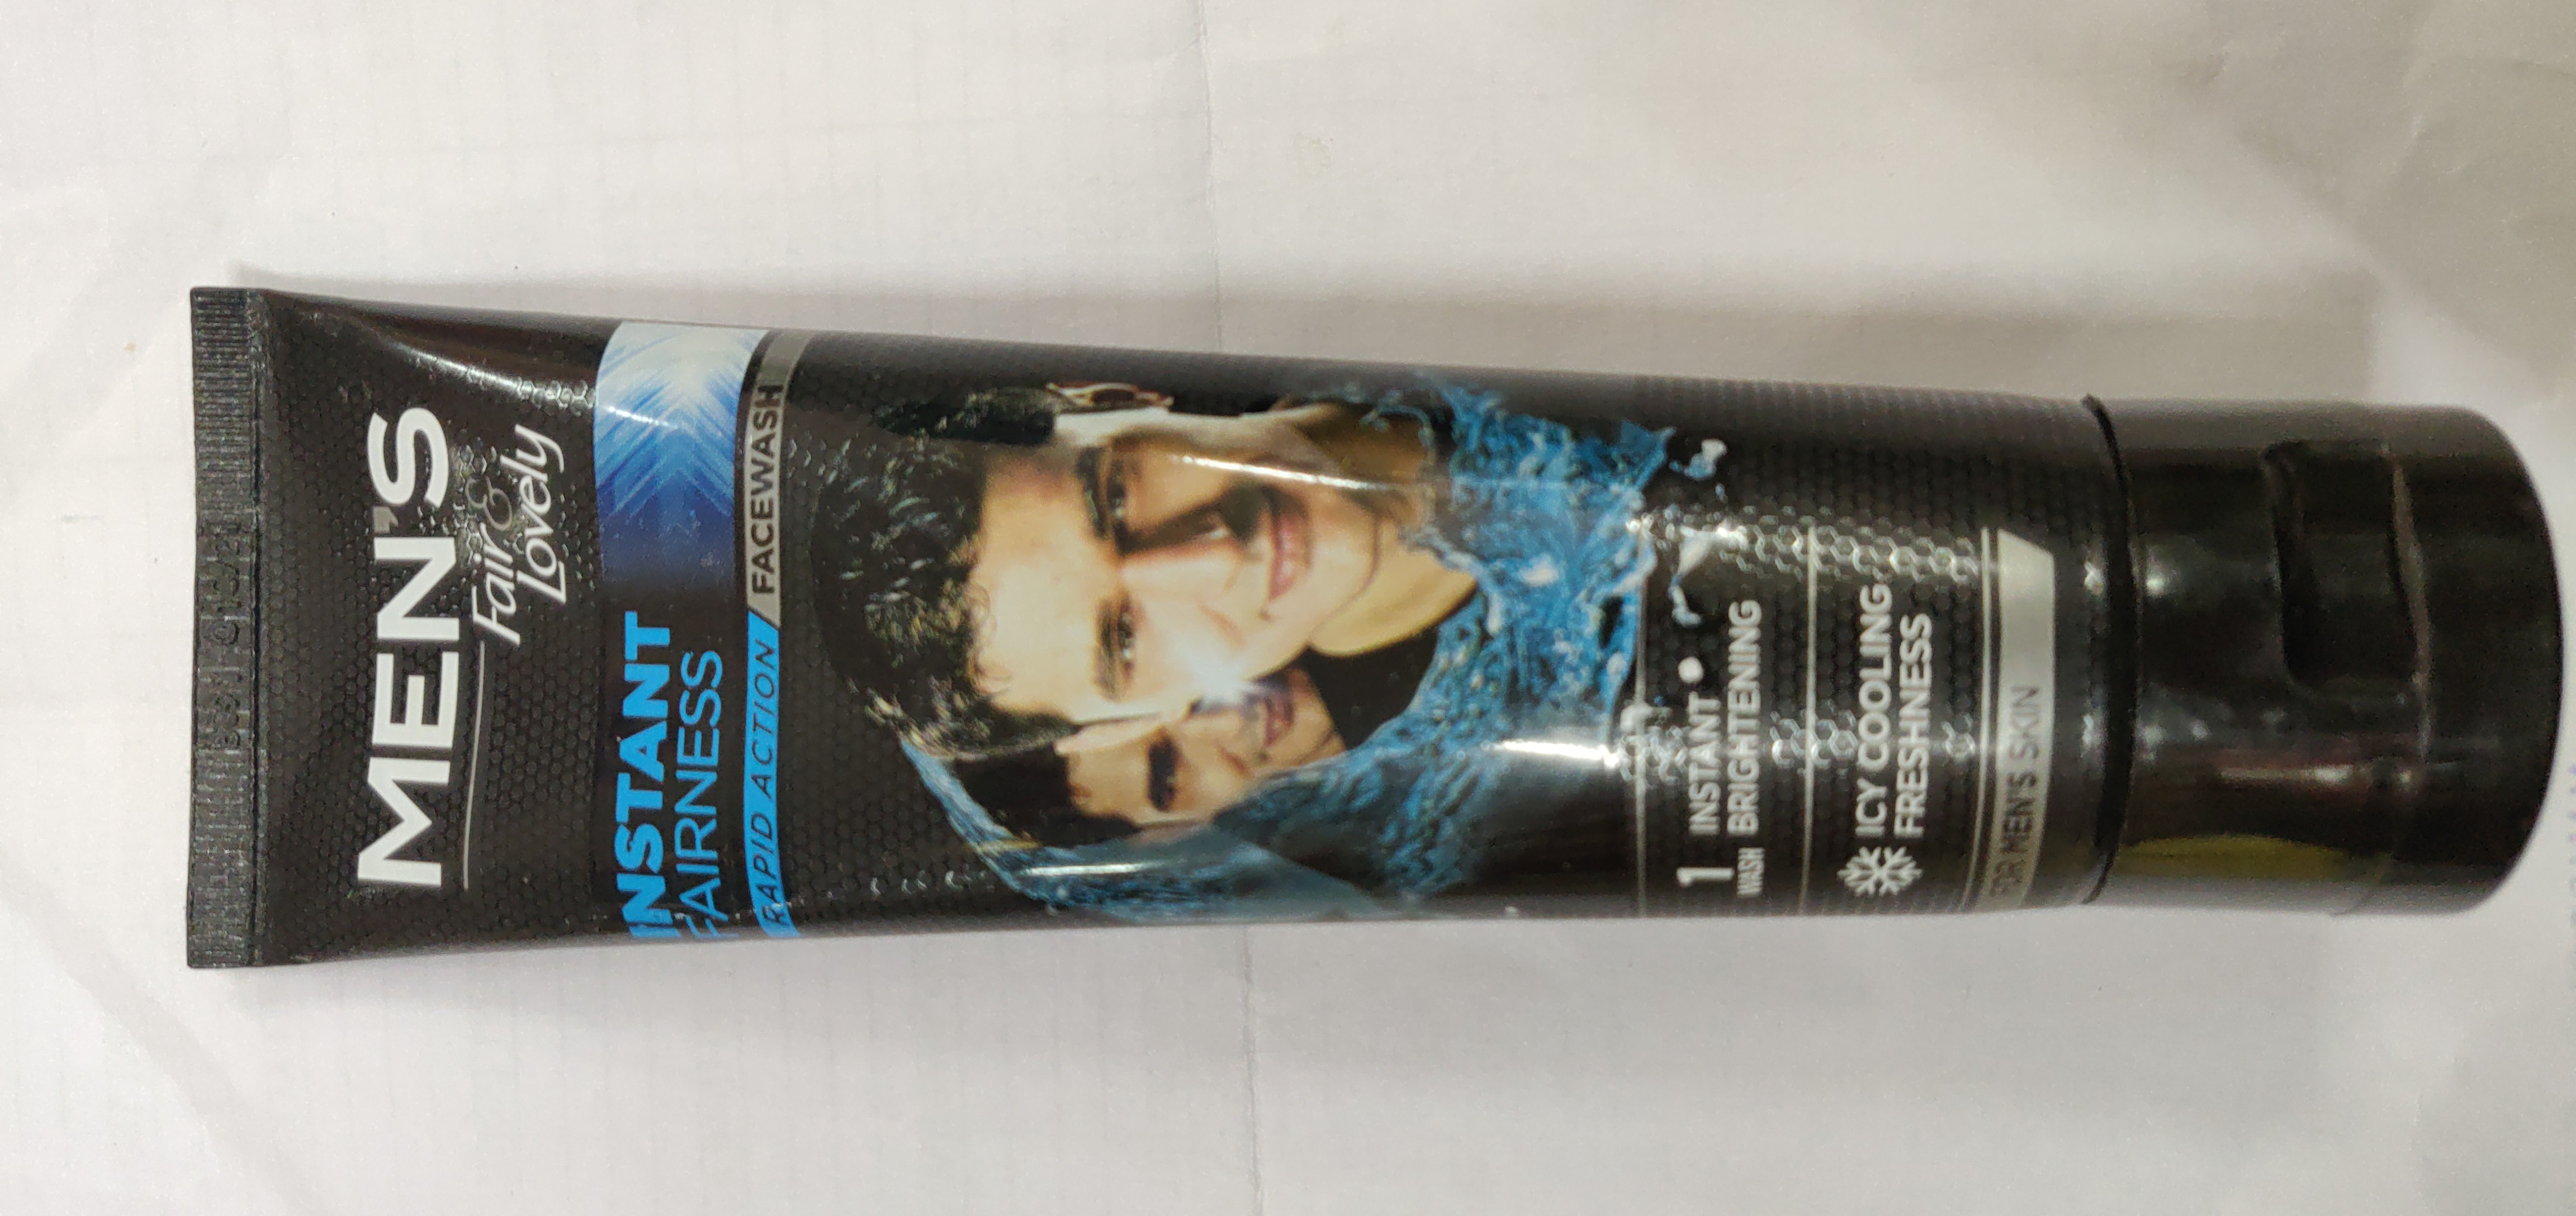 MEN'S
Fair &
Lovely
INSTANT
FAIRNESS
RAPID ACTION / FACEWASH
1 INSTANT
WASH BRIGHTENING
ICY COOLING
FRESHNESS
FOR MEN'S SKIN